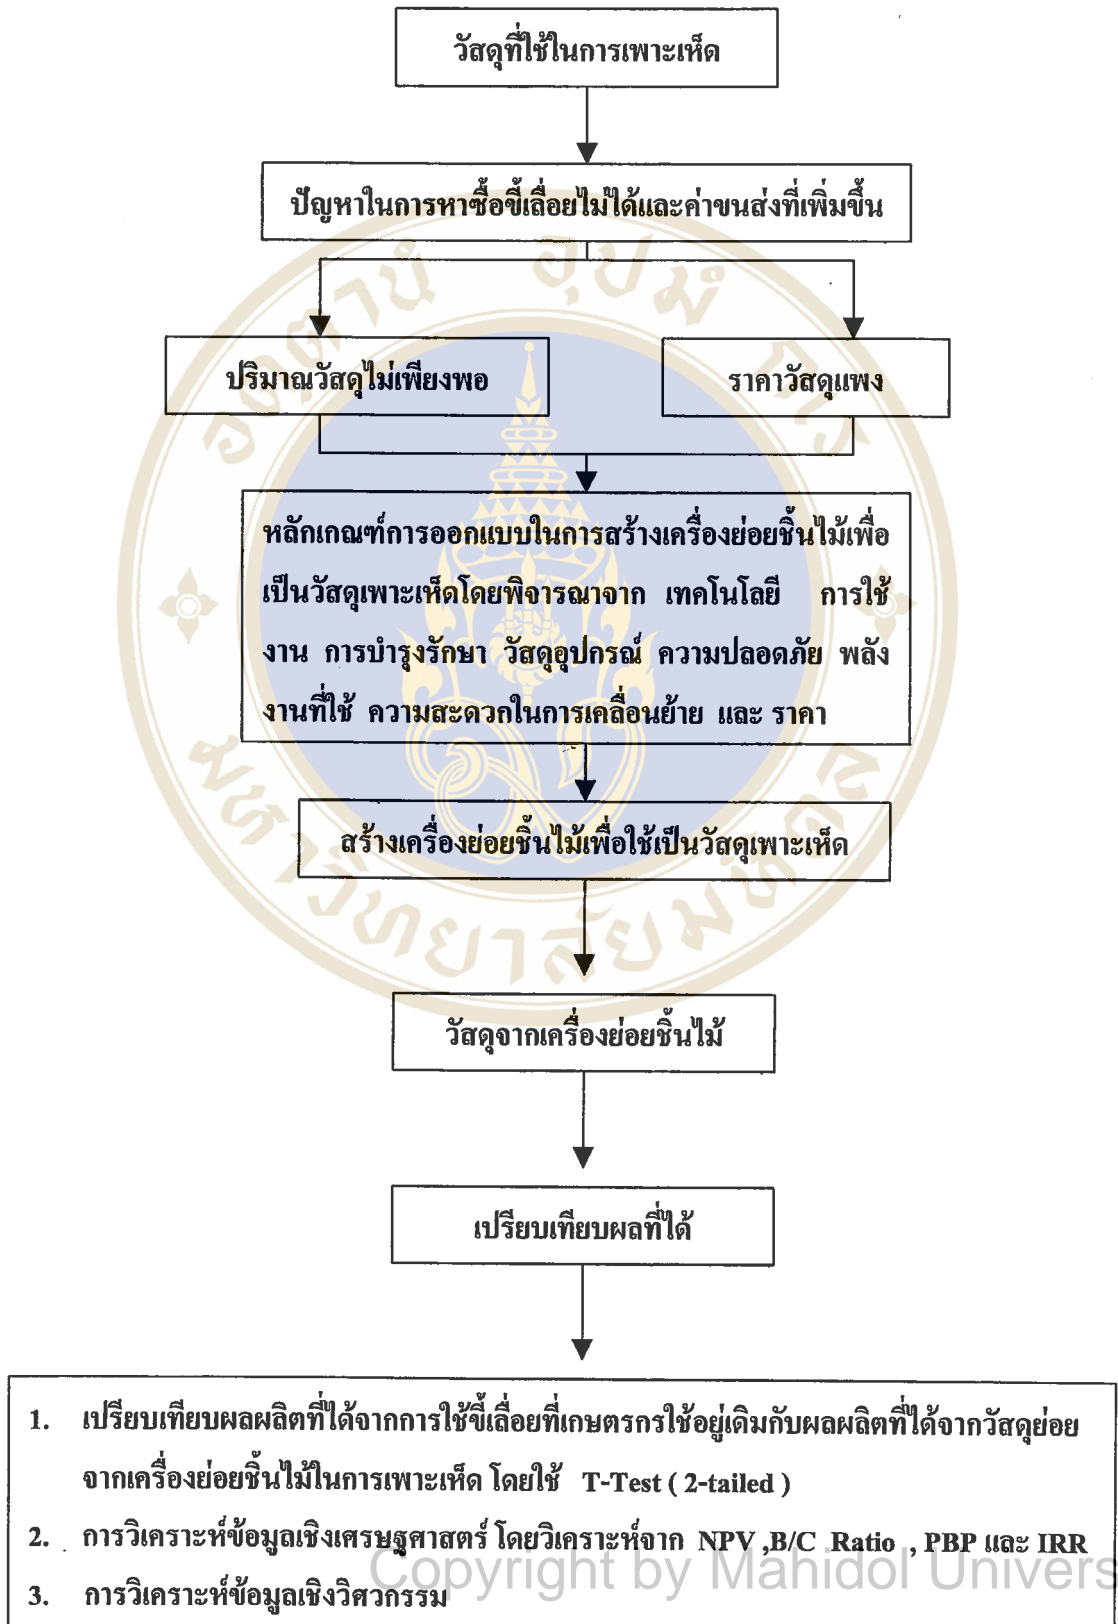 วัสดุที่ใช้ในการเพาะเห็ด
ปัญหาในการหาซื้อขี้เลื่อยไม่ได้และค่าขนส่งที่เพิ่มขึ้น
ปริมาณวัสดุไม่เพียงพอ
ราคาวัสดุแพง
หลักเกณฑ์การออกแบบในการสร้างเครื่องย่อยชิ้นไม้เพื่อ
เป็นวัสดุเพาะเห็ดโดยพิจารณาจาก เทคโนโลยี การใช้
งาน การบำรุงรักษา วัสดุอุปกรณ์ ความปลอดภัย พลัง
งานที่ใช้ ความสะดวกในการเคลื่อนย้าย และ ราคา
สร้างเครื่องย่อยชิ้นไม้เพื่อใช้เป็นวัสดุเพาะเห็ด
วัสดุจากเครื่องย่อยชิ้นไม้
เปรียบเทียบผลที่ได้
1. เปรียบเทียบผลผลิตที่ได้จากการใช้ขี้เลื่อยที่เกษตรกรใช้อยู่เดิมกับผลผลิตที่ได้จากวัสดุย่อย
จากเครื่องย่อยชิ้นไม้ในการเพาะเห็ด โดยใช้ T-Test ( 2-tailed )
2. การวิเคราะห์ข้อมูลเชิงเศรษฐศาสตร์ โดยวิเคราะห์จาก NPV ,B/C Ratio , PBP และ IRR
3. การวิเคราะห์ข้อมูลเชิงวิศวกรรม
อตฺตานํ อุปมํ กเร
มหาวิทยาลัยมหิดล
Copyright by Mahidol Univers